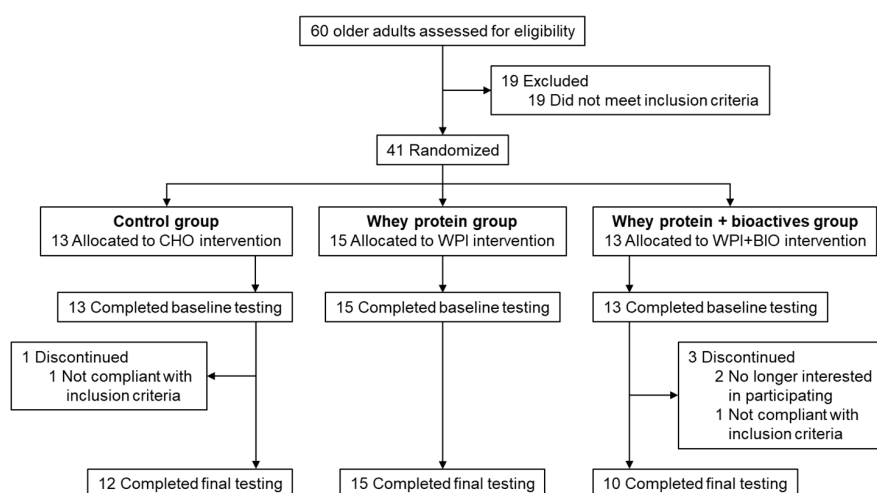 60 older adults assessed for eligibility
19 Excluded
19 Did not meet inclusion criteria
41 Randomized
Control group
13 Allocated to CHO intervention
Whey protein group
15 Allocated to WPI intervention
Whey protein + bioactives group
13 Allocated to WPI+BIO intervention
13 Completed baseline testing
15 Completed baseline testing
13 Completed baseline testing
1 Discontinued
1 Not compliant with
inclusion criteria
3 Discontinued
2 No longer interested
in participating
1 Not compliant with
inclusion criteria
12 Completed final testing
15 Completed final testing
10 Completed final testing